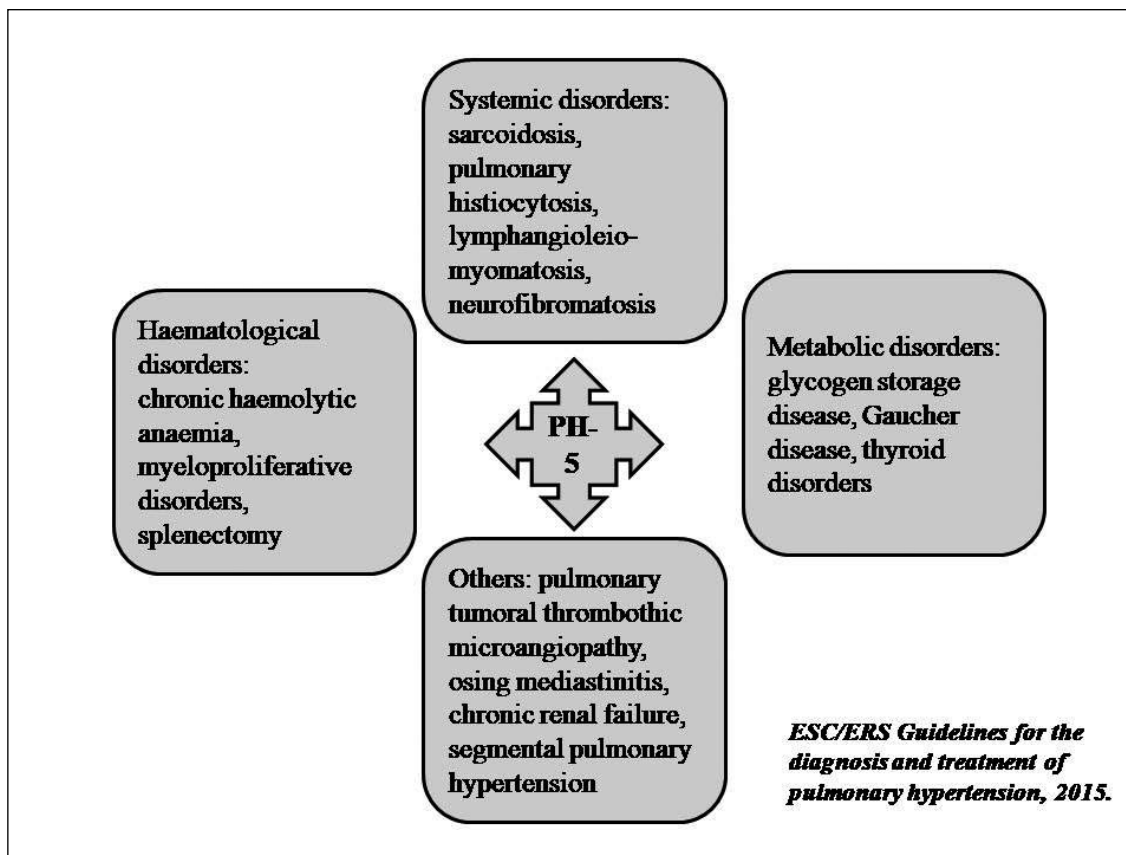 Systemic disorders:
sarcoidosis,
pulmonary
histiocytosis,
lymphangioleio-
myomatosis,
neurofibromatosis
Haematological
disorders:
chronic haemolytic
anaemia,
myeloproliferative
disorders,
splenectomy
PH-
5
Metabolic disorders:
glycogen storage
disease, Gaucher
disease, thyroid
disorders
Others: pulmonary
tumoral thrombothic
microangiopathy,
osing mediastinitis,
chronic renal failure,
segmental pulmonary
hypertension
ESC/ERS Guidelines for the
diagnosis and treatment of
pulmonary hypertension, 2015.